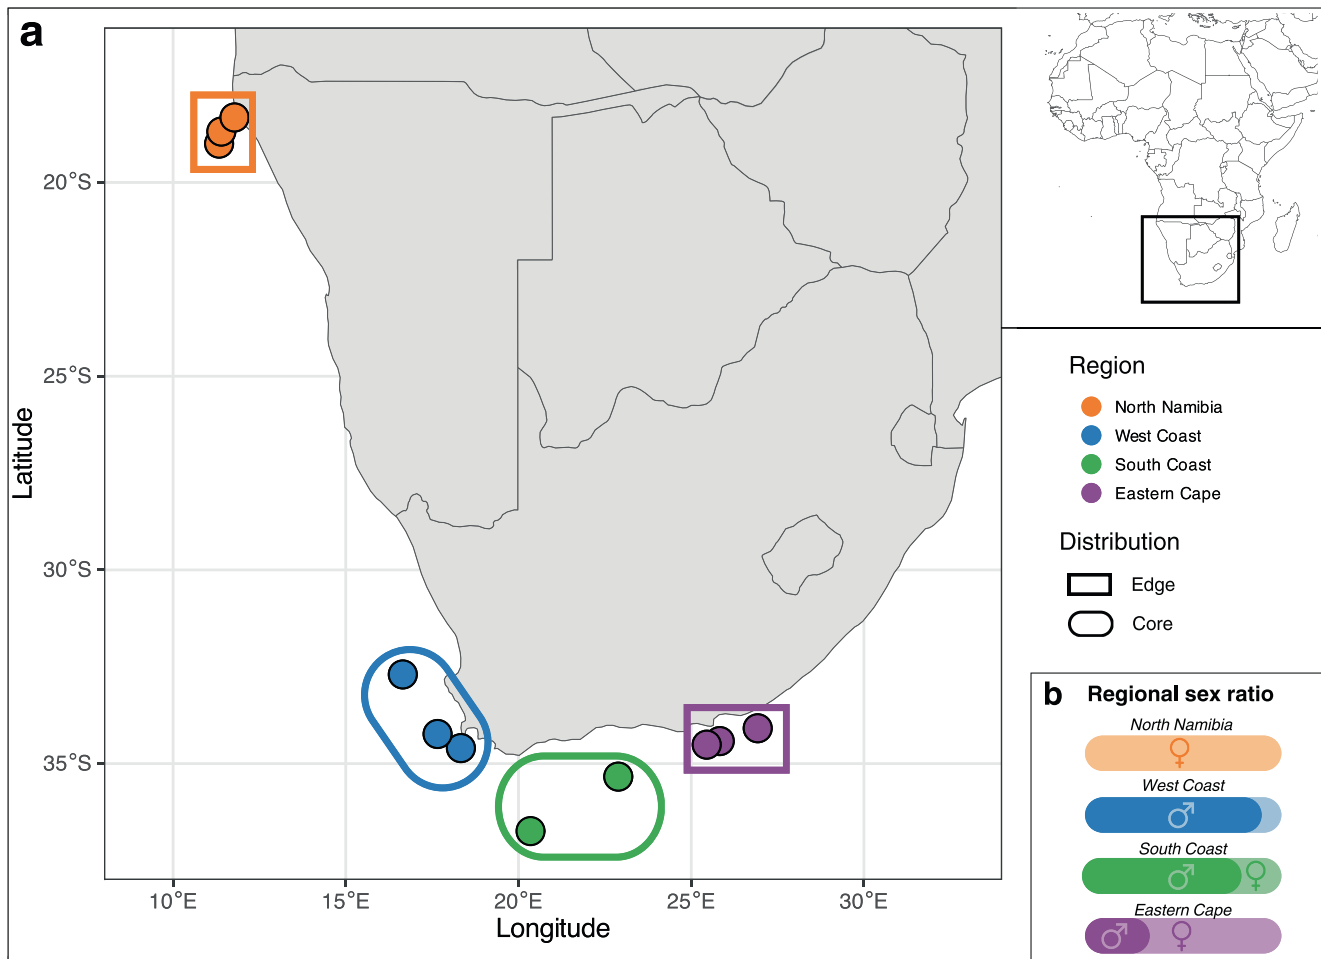 a
20°S
25°S
30°S
35°S
Latitude
10°E
15°E
20°E
25°E
30°E
Longitude
Region
North Namibia
West Coast
South Coast
Eastern Cape
Distribution
Edge
Core
b Regional sex ratio
North Namibia
♀
West Coast
♂
South Coast
♂ ♀
Eastern Cape
♂ ♀